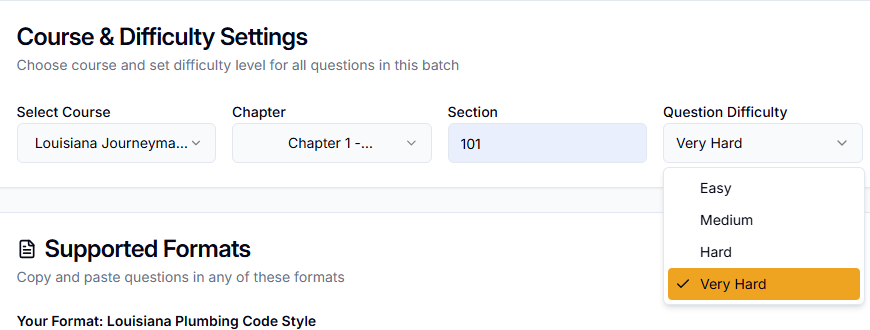 Course & Difficulty Settings
Choose course and set difficulty level for all questions in this batch
Select Course
Chapter
Section
Question Difficulty
Louisiana Journeyma...
Chapter 1 -...
101
Very Hard
Easy
Medium
Hard
Very Hard
Supported Formats
Copy and paste questions in any of these formats
Your Format: Louisiana Plumbing Code Style